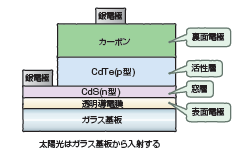 銀電極
カーボン
裏面電極
CdTe(p型)
活性層
銀電極
CdS(n型)
窓層
透明導電膜
表面電極
ガラス基板
太陽光はガラス基板から入射する